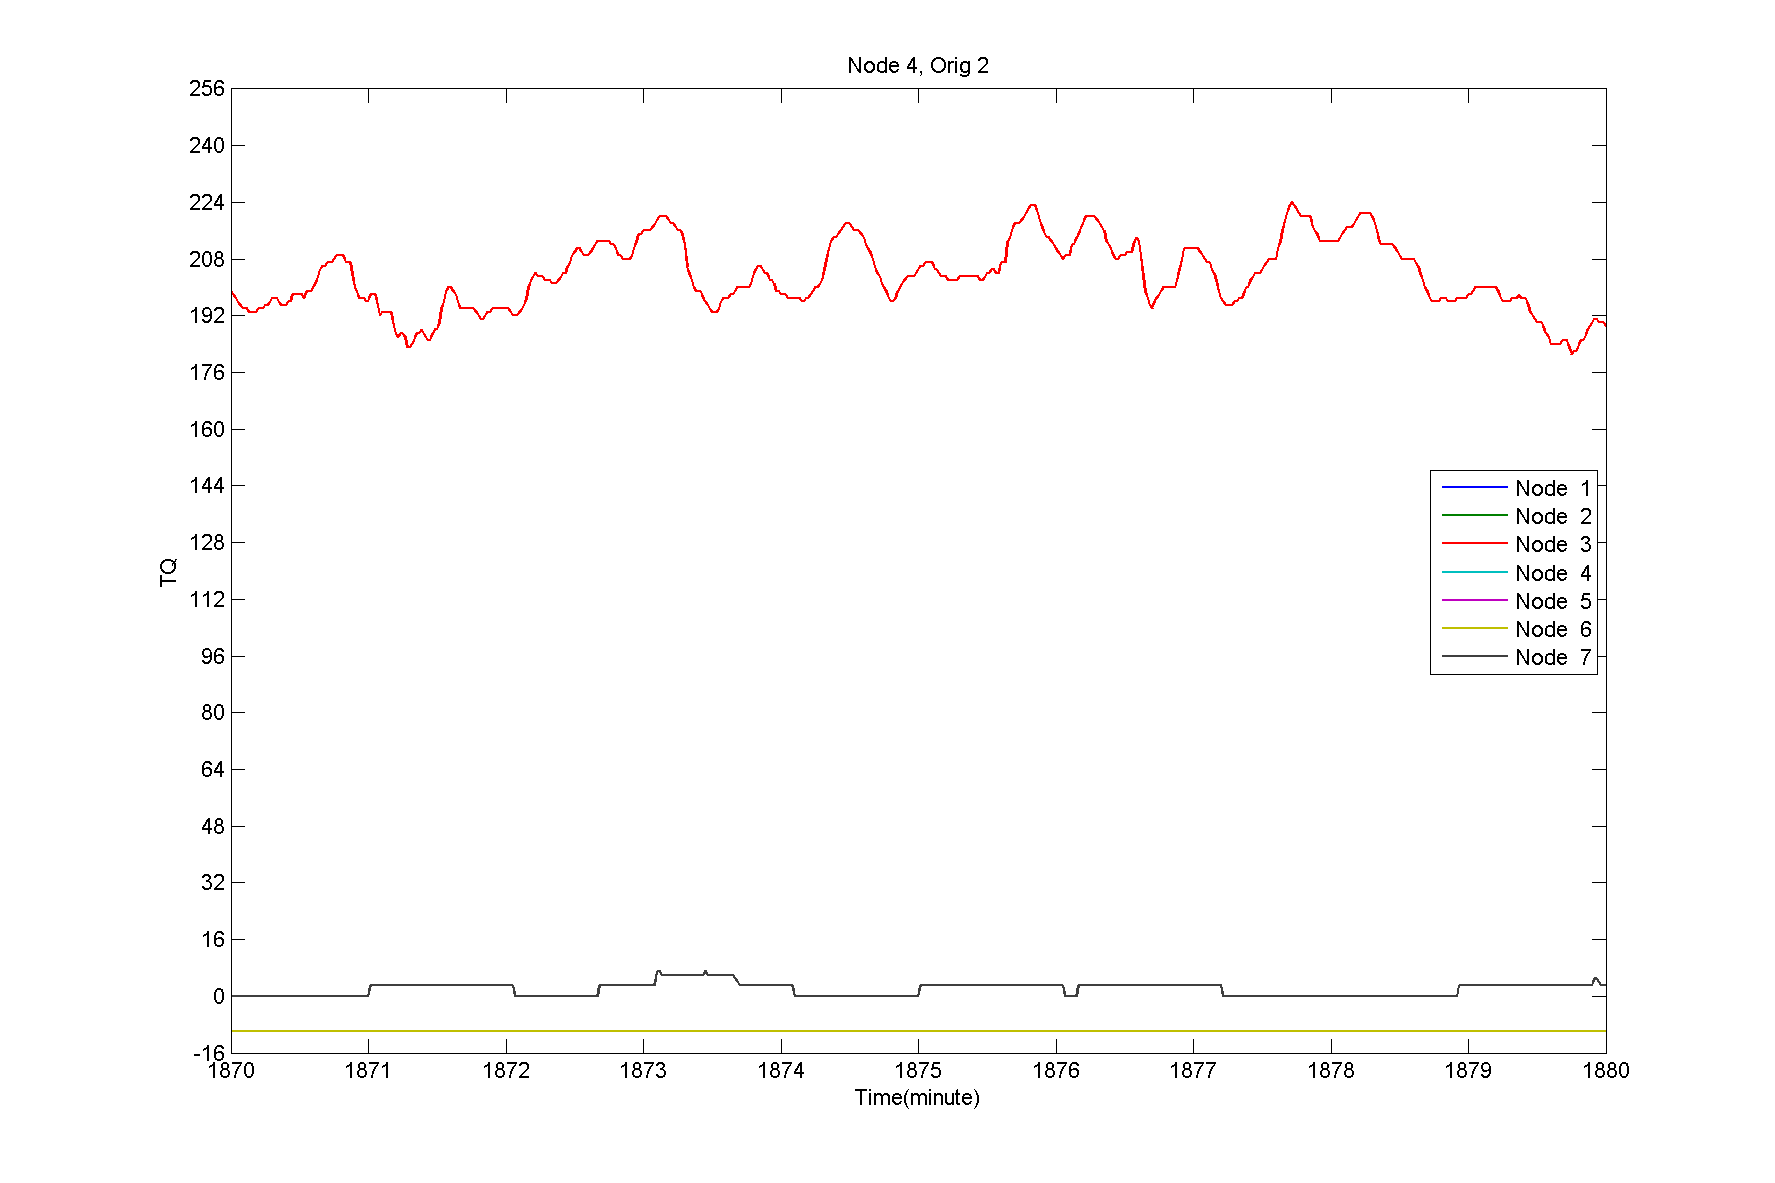 Node 4, Orig 2
256
240
224
208
192
176
160
144
128
112
96
80
64
48
32
16
0
-16
TQ
Node 1
Node 2
Node 3
Node 4
Node 5
Node 6
Node 7
1870 1871 1872 1873 1874 1875 1876 1877 1878 1879 1880
Time(minute)